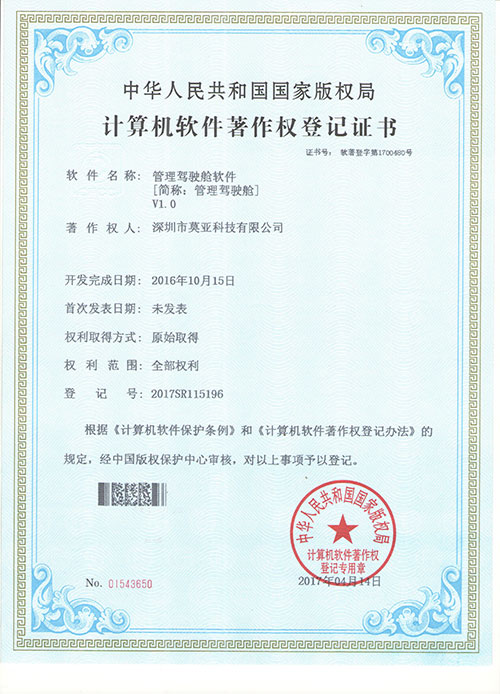 中华人民共和国国家版权局
计算机软件著作权登记证书
证书号: 软著登字第1700480号
软件名称: 管理驾驶舱软件
[简称: 管理驾驶舱]
V1.0
著作权人: 深圳市莫亚科技有限公司
开发完成日期: 2016年10月15日
首次发表日期: 未发表
权利取得方式: 原始取得
权利范围: 全部权利
登记号: 2017SR115196
根据《计算机软件保护条例》和《计算机软件著作权登记办法》的
规定，经中国版权保护中心审核，对以上事项予以登记。
中华人民共和国国家版权局
计算机软件著作权
登记专用章
No. 01543650
2017年04月14日